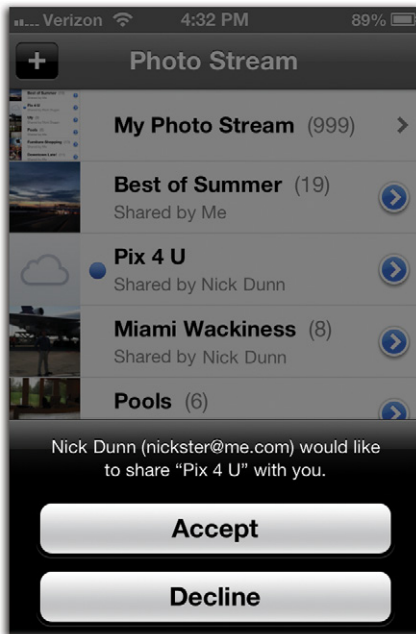 Verizon 4:32 PM 89%
+ Photo Stream
My Photo Stream (999)
Best of Summer (19)
Shared by Me
Pix 4 U
Shared by Nick Dunn
Miami Wackiness (8)
Shared by Nick Dunn
Pools (6)
Nick Dunn (nickster@me.com) would like
to share “Pix 4 U” with you.
Accept
Decline